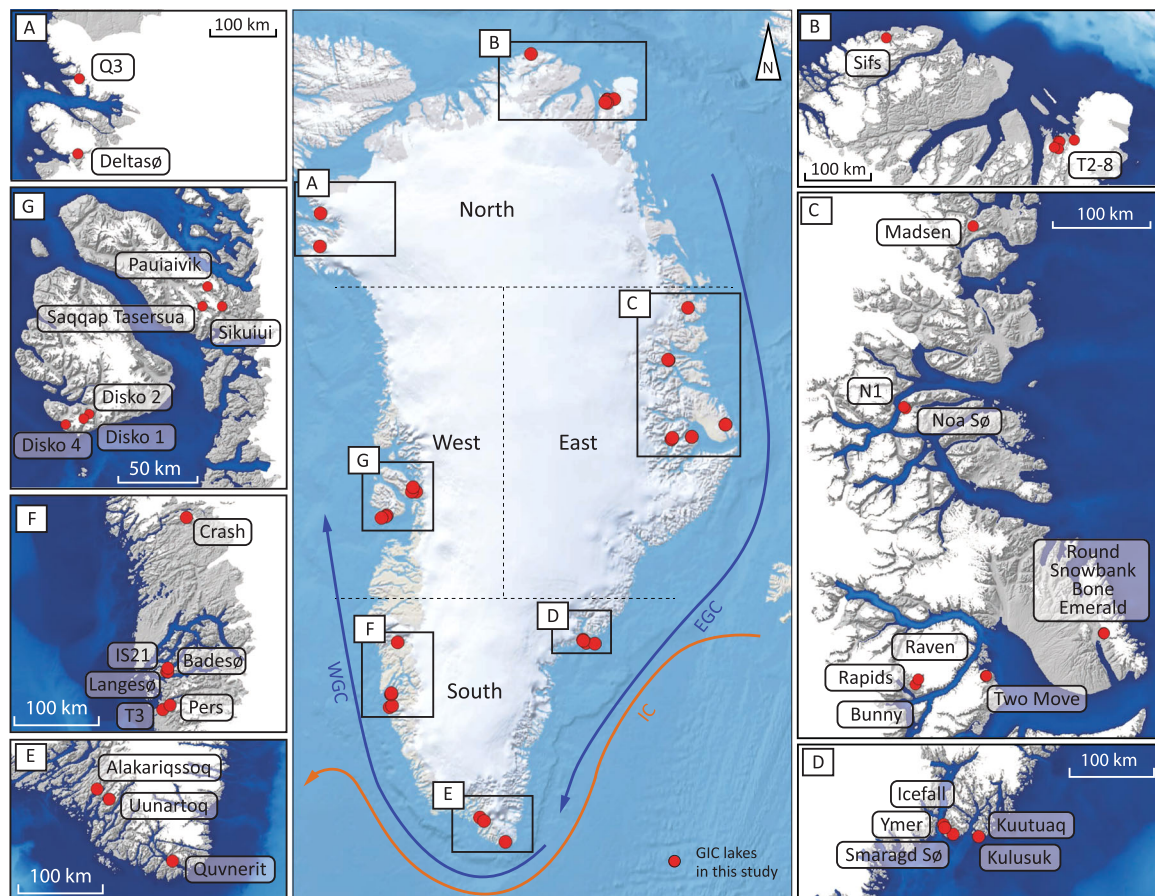 A
100 km
Q3
Deltasø
G
Pauiaivik
Saqqap Tasersua
Sikuiui
Disko 2
Disko 4
Disko 1
50 km
F
Crash
IS21
Badesø
Langesø
T3
Pers
100 km
E
Alakariqssoq
Uunartoq
Quvnerit
100 km
B
N
A
North
C
West
East
G
D
F
EGC
WGC
IC
South
E
GIC lakes
in this study
B
Sifs
100 km
T2-8
C
100 km
Madsen
N1
Noa Sø
Round
Snowbank
Bone
Emerald
Raven
Rapids
Two Move
Bunny
D
100 km
Icefall
Ymer
Kuutuaq
Smaragd Sø
Kulusuk